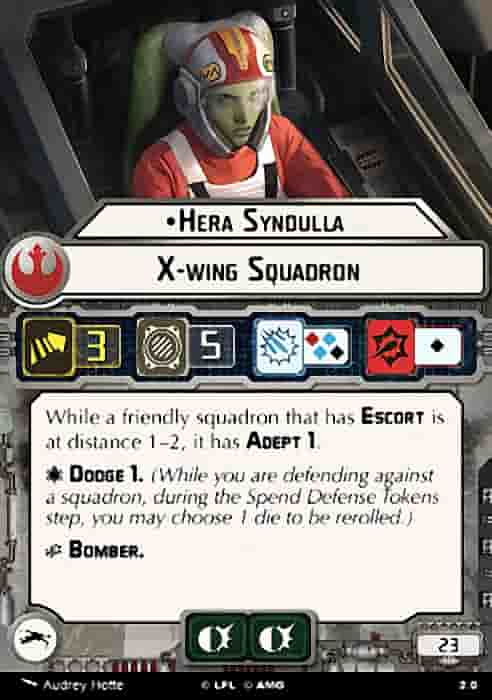 •Hera Syndulla
X-wing Squadron
3 5
While a friendly squadron that has Escort is
at distance 1–2, it has Adept 1.
Dodge 1. (While you are defending against
a squadron, during the Spend Defense Tokens
step, you may choose 1 die to be rerolled.)
Bomber.
23
Audrey Hotte © LFL © AMG 2.0